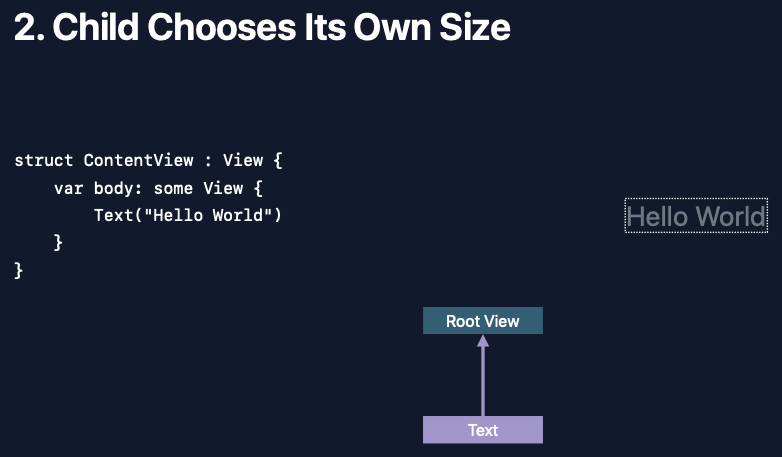 2. Child Chooses Its Own Size
struct ContentView : View {
    var body: some View {
        Text("Hello World")
    }
}
Hello World
Root View
Text